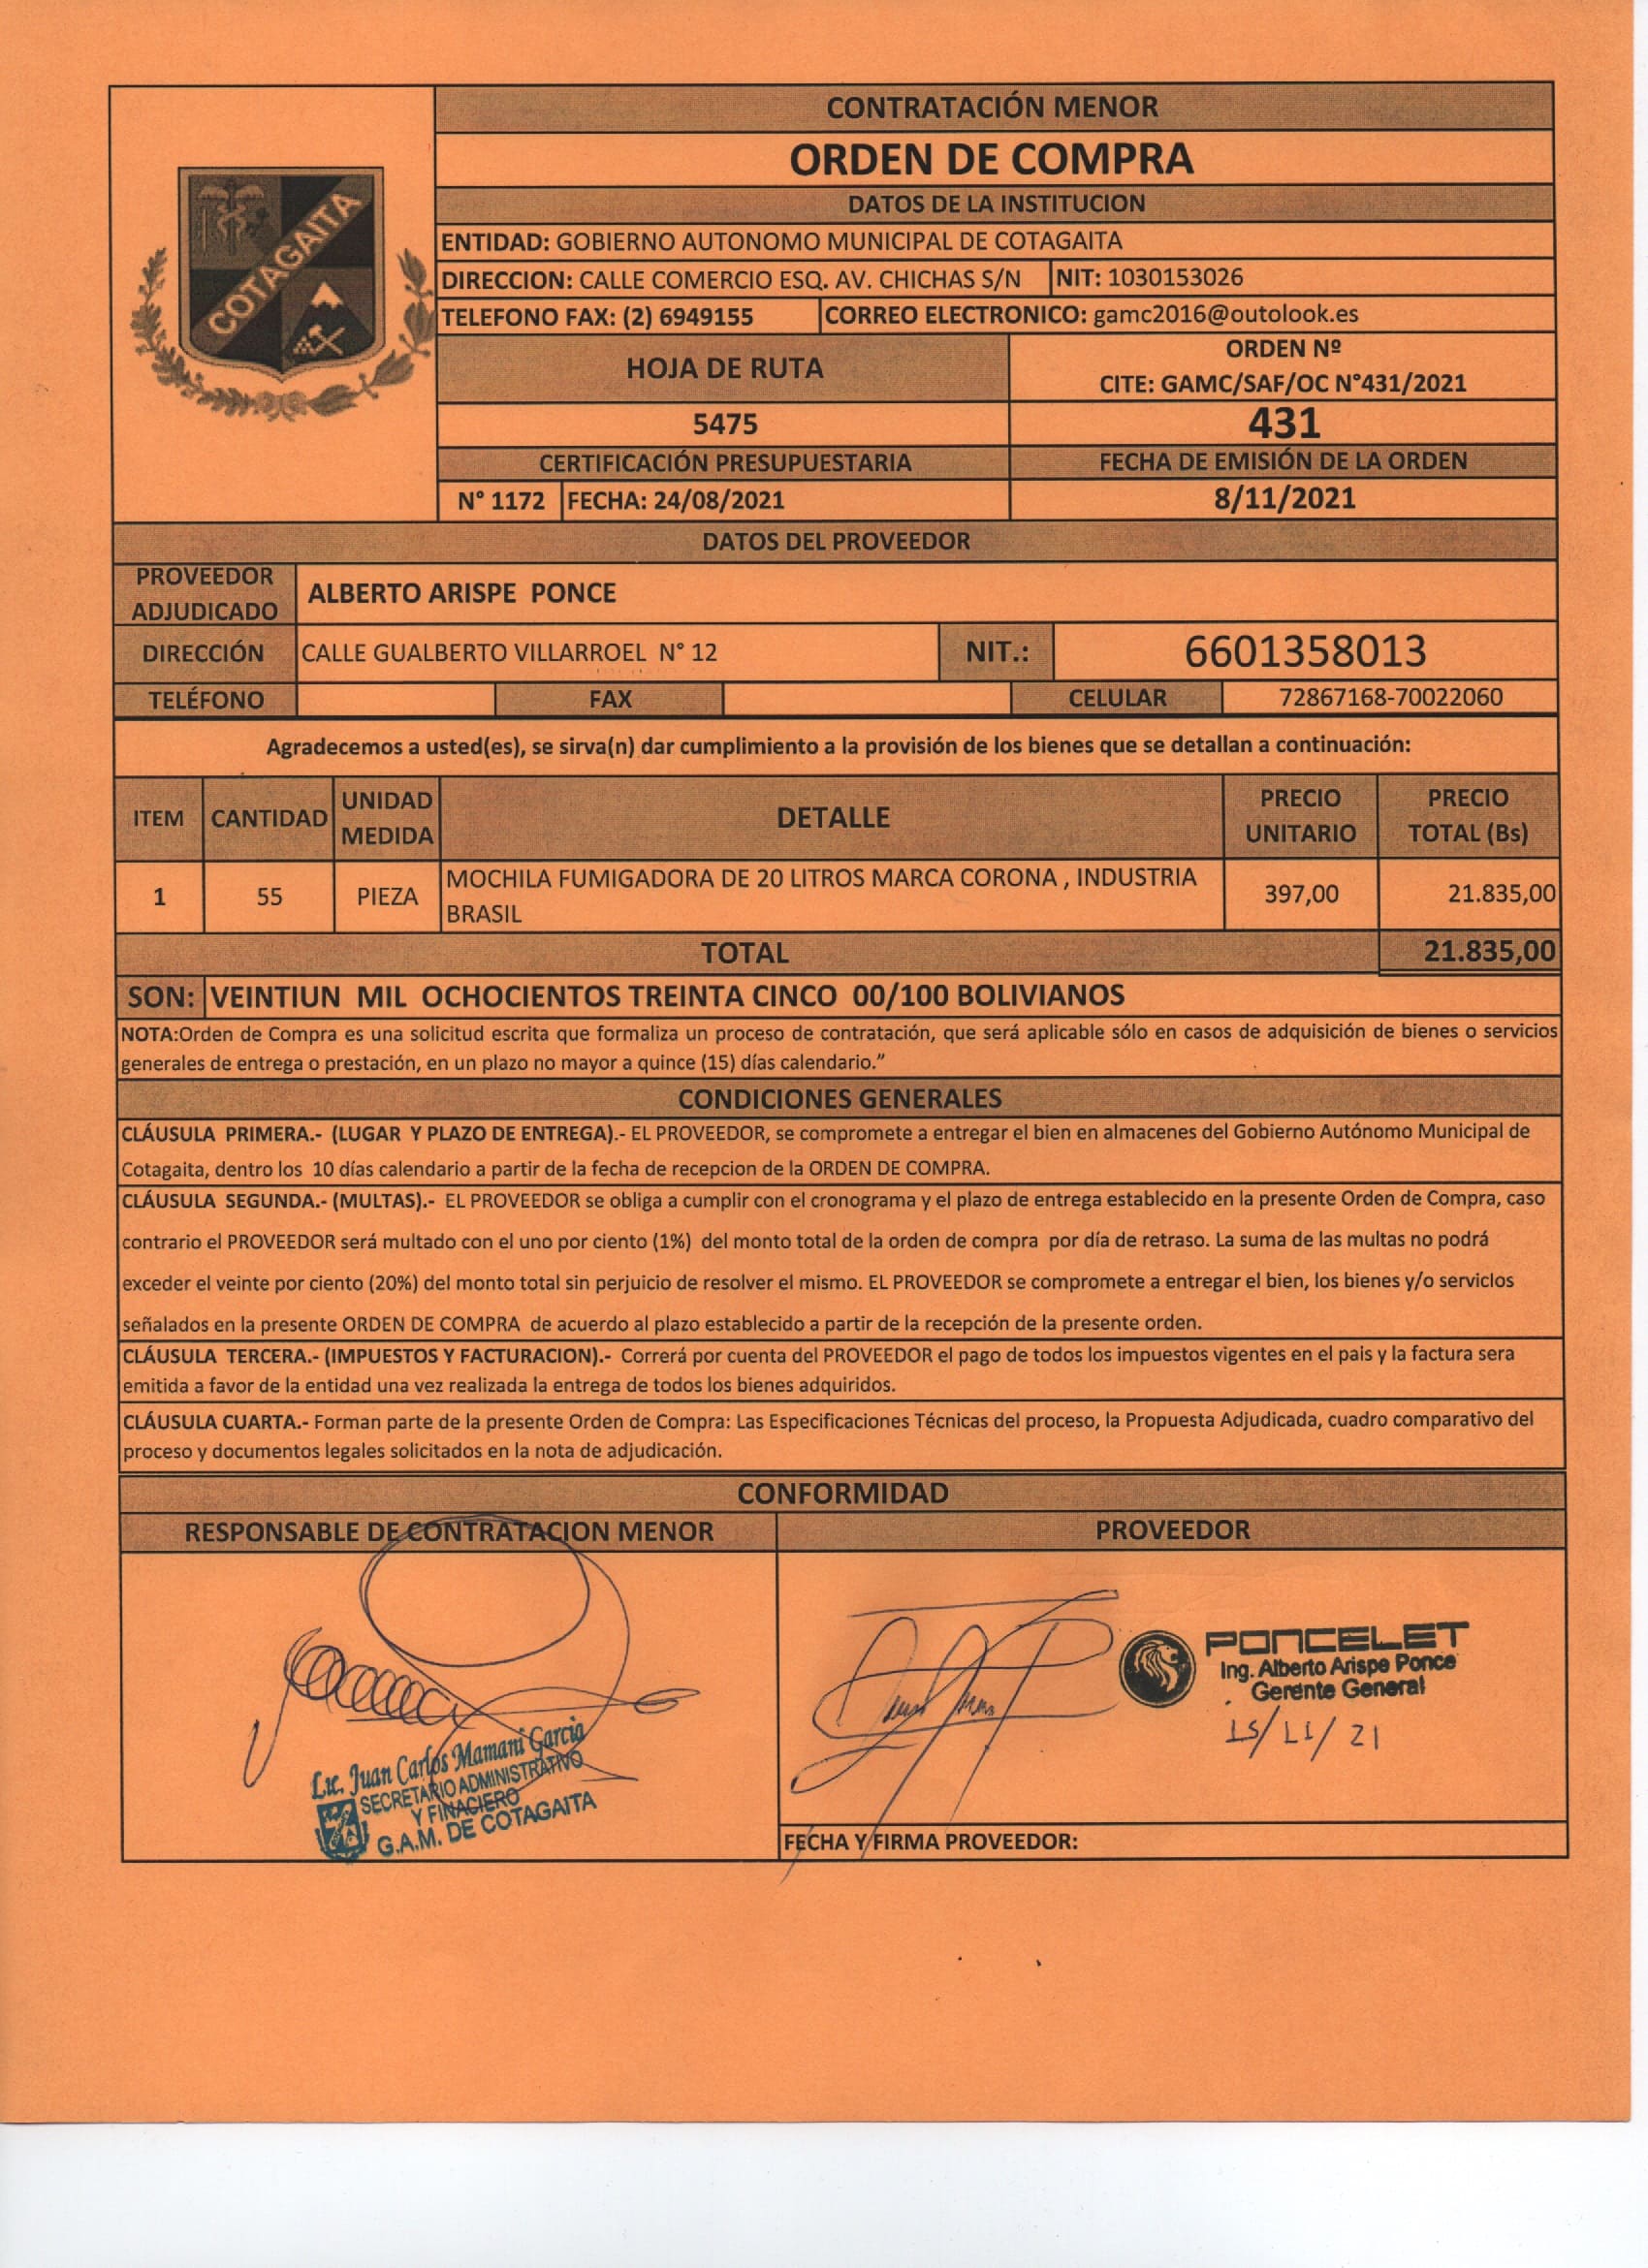 COTAGAITA
CONTRATACIÓN MENOR
ORDEN DE COMPRA
DATOS DE LA INSTITUCION
ENTIDAD: GOBIERNO AUTONOMO MUNICIPAL DE COTAGAITA
DIRECCION: CALLE COMERCIO ESQ. AV. CHICHAS S/N NIT: 1030153026
TELEFONO FAX: (2) 6949155 CORREO ELECTRONICO: gamc2016@outolook.es
HOJA DE RUTA
ORDEN Nº
CITE: GAMC/SAF/OC N°431/2021
5475 431
CERTIFICACIÓN PRESUPUESTARIA FECHA DE EMISIÓN DE LA ORDEN
N° 1172 FECHA: 24/08/2021 8/11/2021
DATOS DEL PROVEEDOR
PROVEEDOR
ADJUDICADO
ALBERTO ARISPE PONCE
DIRECCIÓN CALLE GUALBERTO VILLARROEL N° 12 NIT.: 6601358013
TELÉFONO FAX CELULAR 72867168-70022060
Agradecemos a usted(es), se sirva(n) dar cumplimiento a la provisión de los bienes que se detallan a continuación:
ITEM CANTIDAD
UNIDAD
MEDIDA
DETALLE
PRECIO
UNITARIO
PRECIO
TOTAL (Bs)
1 55 PIEZA
MOCHILA FUMIGADORA DE 20 LITROS MARCA CORONA , INDUSTRIA
BRASIL
397,00 21.835,00
TOTAL 21.835,00
SON: VEINTIUN MIL OCHOCIENTOS TREINTA CINCO 00/100 BOLIVIANOS
NOTA:Orden de Compra es una solicitud escrita que formaliza un proceso de contratación, que será aplicable sólo en casos de adquisición de bienes o servicios
generales de entrega o prestación, en un plazo no mayor a quince (15) días calendario.”
CONDICIONES GENERALES
CLÁUSULA PRIMERA.- (LUGAR Y PLAZO DE ENTREGA).- EL PROVEEDOR, se compromete a entregar el bien en almacenes del Gobierno Autónomo Municipal de
Cotagaita, dentro los 10 días calendario a partir de la fecha de recepcion de la ORDEN DE COMPRA.
CLÁUSULA SEGUNDA.- (MULTAS).- EL PROVEEDOR se obliga a cumplir con el cronograma y el plazo de entrega establecido en la presente Orden de Compra, caso
contrario el PROVEEDOR será multado con el uno por ciento (1%) del monto total de la orden de compra por día de retraso. La suma de las multas no podrá
exceder el veinte por ciento (20%) del monto total sin perjuicio de resolver el mismo. EL PROVEEDOR se compromete a entregar el bien, los bienes y/o servicios
señalados en la presente ORDEN DE COMPRA de acuerdo al plazo establecido a partir de la recepción de la presente orden.
CLÁUSULA TERCERA.- (IMPUESTOS Y FACTURACION).- Correrá por cuenta del PROVEEDOR el pago de todos los impuestos vigentes en el pais y la factura sera
emitida a favor de la entidad una vez realizada la entrega de todos los bienes adquiridos.
CLÁUSULA CUARTA.- Forman parte de la presente Orden de Compra: Las Especificaciones Técnicas del proceso, la Propuesta Adjudicada, cuadro comparativo del
proceso y documentos legales solicitados en la nota de adjudicación.
CONFORMIDAD
RESPONSABLE DE CONTRATACION MENOR PROVEEDOR
Lic. Juan Carlos Mamani Garcia
SECRETARIO ADMINISTRATIVO
Y FINACIERO
G.A.M. DE COTAGAITA
PONCELET
Ing. Alberto Arispe Ponce
Gerente General
15/11/21
FECHA Y FIRMA PROVEEDOR: